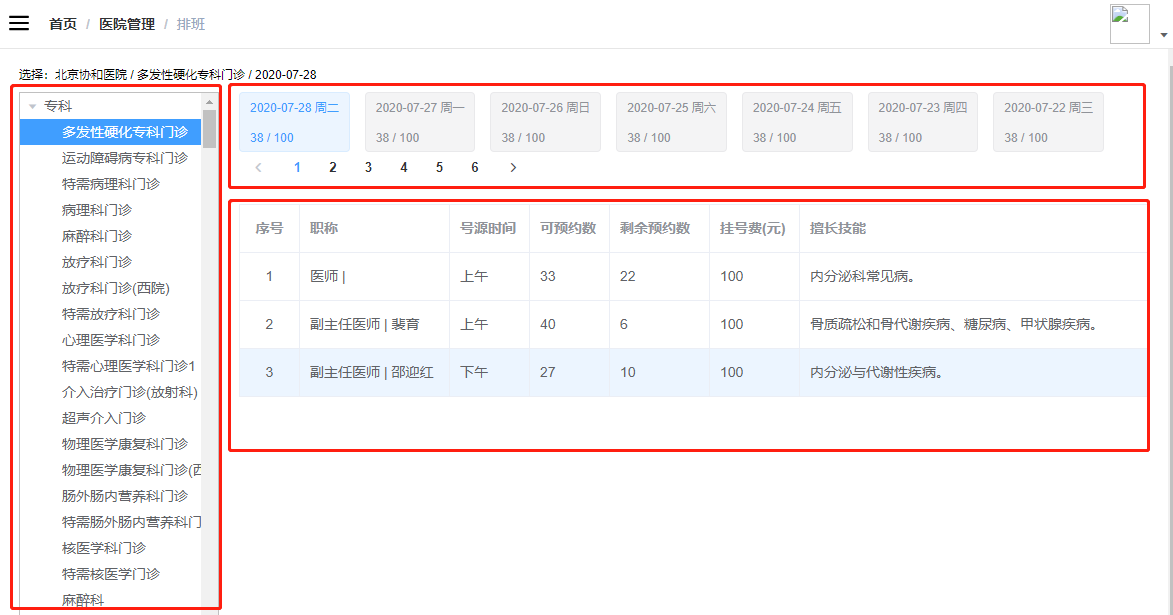 首页 / 医院管理 / 排班
选择：北京协和医院 / 多发性硬化专科门诊 / 2020-07-28
专科
多发性硬化专科门诊
运动障碍病专科门诊
特需病理科门诊
病理科门诊
麻醉科门诊
放疗科门诊
放疗科门诊(西院)
特需放疗科门诊
心理医学科门诊
特需心理医学科门诊1
介入治疗门诊(放射科)
超声介入门诊
物理医学康复科门诊
物理医学康复科门诊(西
肠外肠内营养科门诊
特需肠外肠内营养科门
核医学科门诊
特需核医学门诊
麻醉科
2020-07-28 周二 2020-07-27 周一 2020-07-26 周日 2020-07-25 周六 2020-07-24 周五 2020-07-23 周四 2020-07-22 周三
38 / 100 38 / 100 38 / 100 38 / 100 38 / 100 38 / 100 38 / 100
1 2 3 4 5 6
序号 职称 号源时间 可预约数 剩余预约数 挂号费(元) 擅长技能
1 医师 | 上午 33 22 100 内分泌科常见病。
2 副主任医师 | 裴育 上午 40 6 100 骨质疏松和骨代谢疾病、糖尿病、甲状腺疾病。
3 副主任医师 | 邵迎红 下午 27 10 100 内分泌与代谢性疾病。